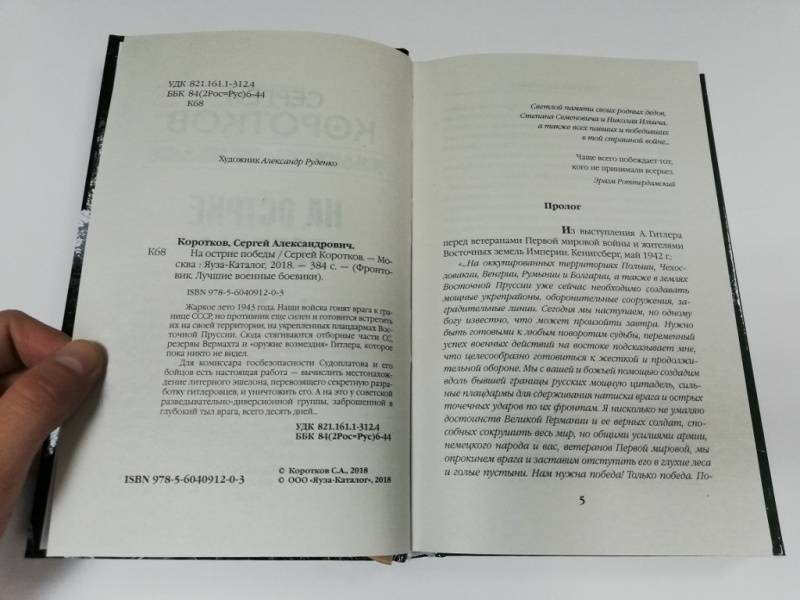 УДК 821.161.1-312.4
ББК 84(2Рос=Рус)6-44
К68
Художник Александр Руденко
Коротков, Сергей Александрович.
К68 На острие победы / Сергей Коротков. — Мо-
сква : Яуза-Каталог, 2018. — 384 с. — (Фронто-
вик. Лучшие военные боевики).
ISBN 978-5-6040912-0-3
Жаркое лето 1943 года. Наши войска гонят врага к гра-
нице СССР, но противник еще силен и готовится встретить
их на своей территории, на укрепленных плацдармах Вос-
точной Пруссии. Сюда стягиваются отборные части СС,
резервы Вермахта и «оружие возмездия» Гитлера, которое
пока никто не видел.
Для комиссара госбезопасности Судоплатова и его
бойцов есть настоящая работа — вычислить местонахож-
дение литерного эшелона, перевозящего секретную разра-
ботку гитлеровцев, и уничтожить его. А на это у советской
разведывательно-диверсионной группы, заброшенной в
глубокий тыл врага, всего десять дней...
УДК 821.161.1-312.4
ББК 84(2Рос=Рус)6-44
© Коротков С.А., 2018
ISBN 978-5-6040912-0-3 © ООО «Яуза-Каталог», 2018
Светлой памяти своих родных дедов,
Степана Семеновича и Николая Ильича,
а также всех павших и победивших
в той страшной войне...
Чаще всего побеждает тот,
кого не принимали всерьез.
Эразм Роттердамский
Пролог
Из выступления А. Гитлера
перед ветеранами Первой мировой войны и жителями
Восточных земель Империи. Кенигсберг, май 1942 г.:
«...На оккупированных территориях Польши, Чехос-
ловакии, Венгрии, Румынии и Болгарии, а также в землях
Восточной Пруссии уже сейчас необходимо создавать
мощные укрепрайоны, оборонительные сооружения, за-
градительные линии. Сегодня мы наступаем, но одному
богу известно, что может произойти завтра. Нужно
быть готовыми к любым поворотам судьбы, переменный
успех военных действий на востоке подсказывает мне,
что целесообразно готовиться к жесткой и продолжи-
тельной обороне. Мы с вашей и божьей помощью создадим
вдоль бывшей границы русских мощную цитадель, силь-
ные плацдармы для сдерживания натиска врага и острых
точечных ударов по их фронтам. Я нисколько не умаляю
достоинств Великой Германии и ее верных солдат, спо-
собных сокрушить весь мир, но общими усилиями армии,
немецкого народа и вас, ветеранов Первой мировой, мы
опрокинем врага и заставим отступить его в глухие леса
и голые пустыни. Нам нужна победа! Только победа. По-
5